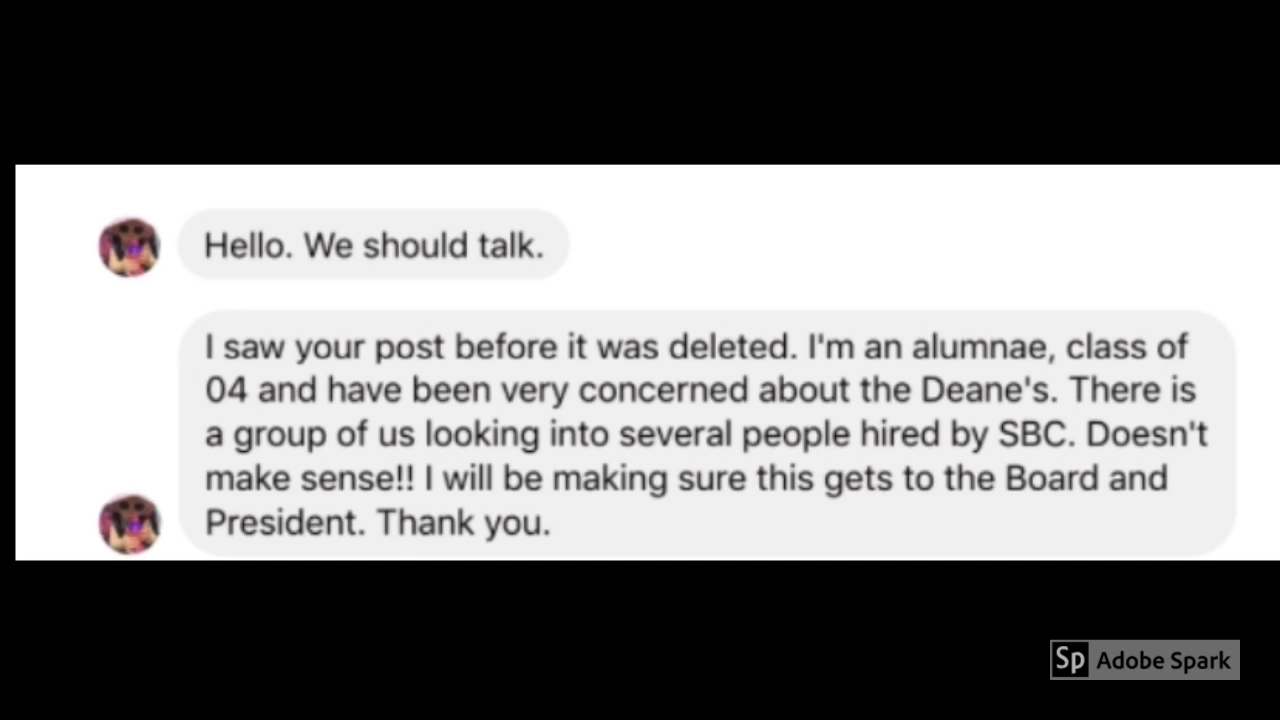 Hello. We should talk.
I saw your post before it was deleted. I'm an alumnae, class of
04 and have been very concerned about the Deane's. There is
a group of us looking into several people hired by SBC. Doesn't
make sense!! I will be making sure this gets to the Board and
President. Thank you.
Sp Adobe Spark